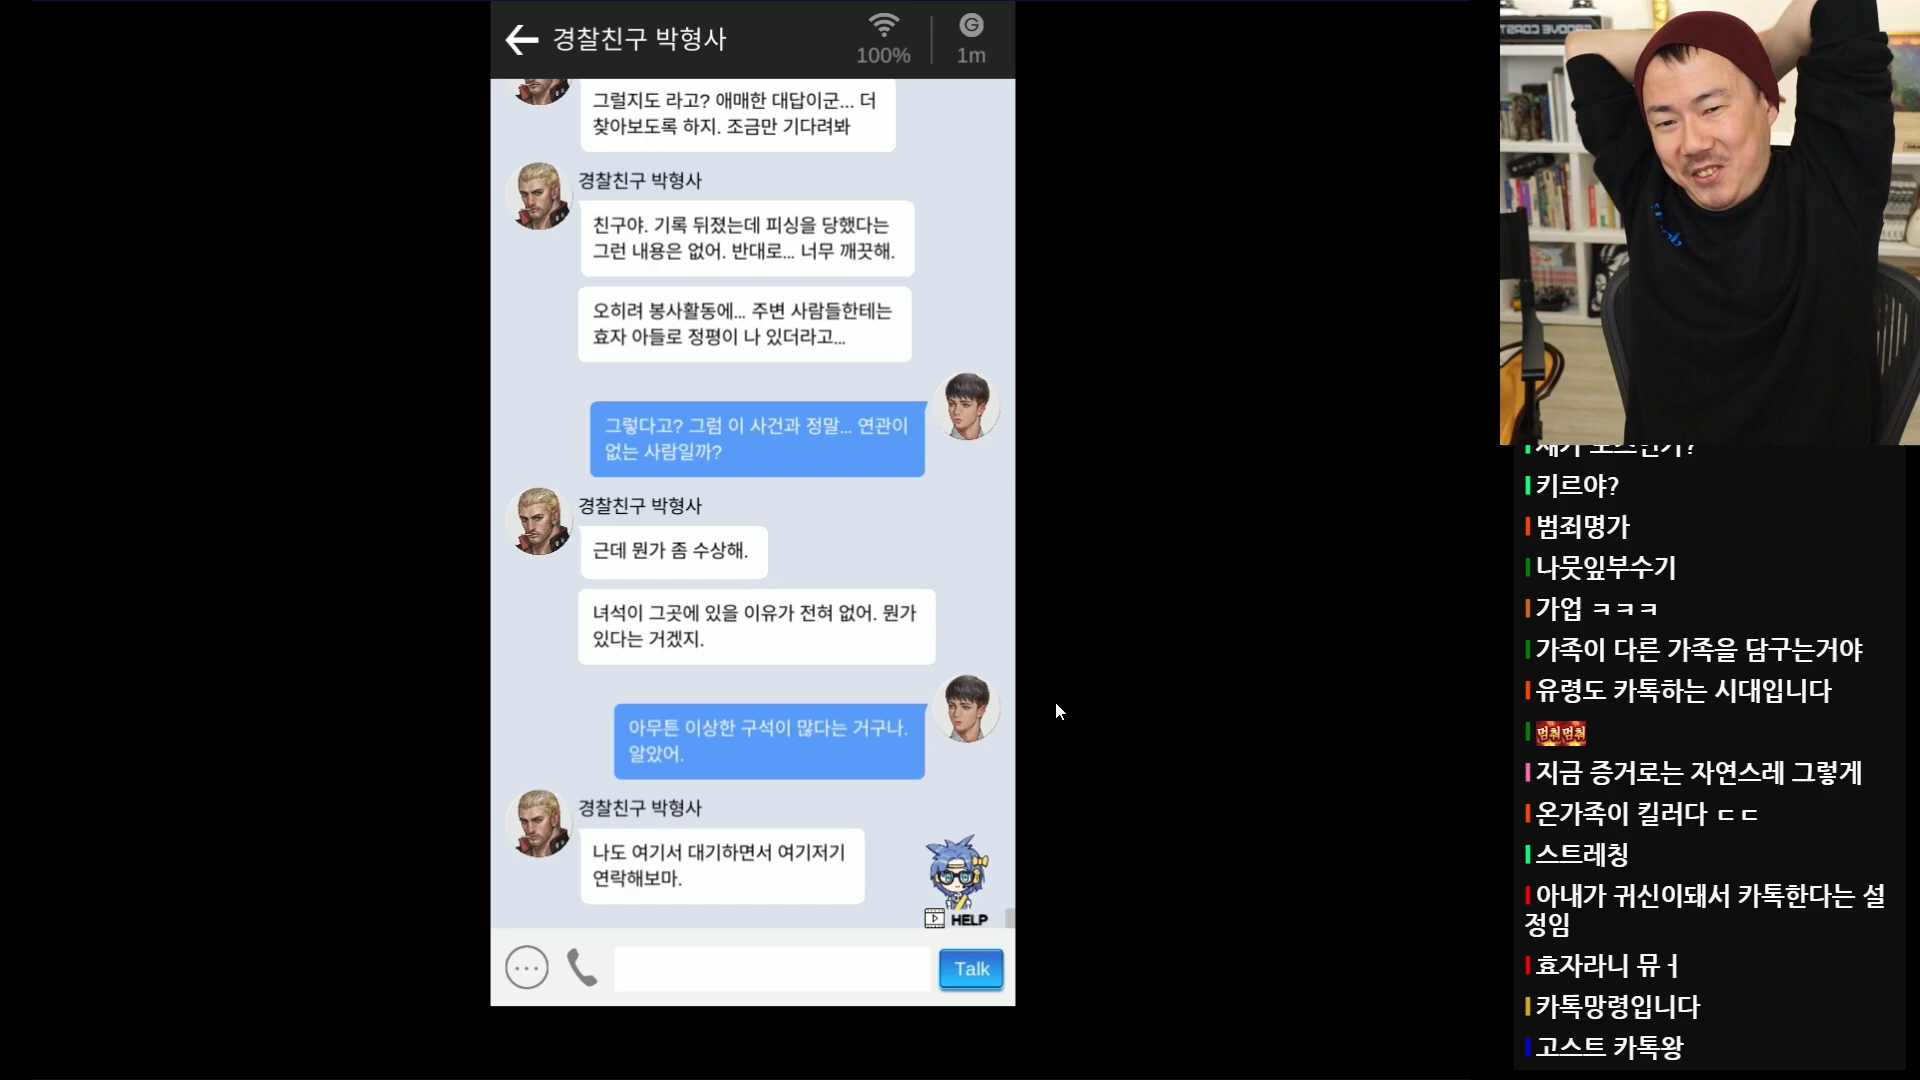 경찰친구 박형사
100%
1m
그럴지도 라고? 애매한 대답이군... 더
찾아보도록 하지. 조금만 기다려봐
경찰친구 박형사
친구야. 기록 뒤졌는데 피싱을 당했다는
그런 내용은 없어. 반대로... 너무 깨끗해.
오히려 봉사활동에... 주변 사람들한테는
효자 아들로 정평이 나 있더라고...
그렇다고? 그럼 이 사건과 정말... 연관이
없는 사람일까?
경찰친구 박형사
근데 뭔가 좀 수상해.
녀석이 그곳에 있을 이유가 전혀 없어. 뭔가
있다는 거겠지.
아무튼 이상한 구석이 많다는 거구나.
알았어.
경찰친구 박형사
나도 여기서 대기하면서 여기저기
연락해보마.
HELP
Talk
키르야?
범죄명가
나뭇잎부수기
가업 ㅋㅋㅋ
가족이 다른 가족을 담구는거야
유령도 카톡하는 시대입니다
멈춰멈춰
지금 증거로는 자연스레 그렇게
온가족이 킬러다 ㄷㄷ
스트레칭
아내가 귀신이돼서 카톡한다는 설
정임
효자라니 뮤ㅓ
카톡망령입니다
고스트 카톡왕